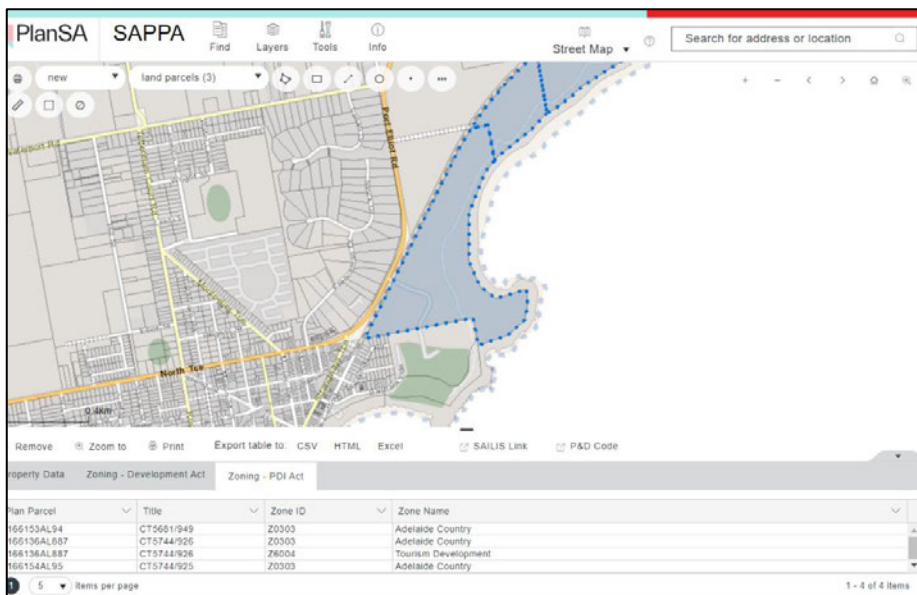 PlanSA
SAPPA
Find
Layers
Tools
Info
Street Map
Search for address or location
new
land parcels (3)
Port Elliot Rd
North Tce
0.4km
Remove
Zoom to
Print
Export table to:
CSV
HTML
Excel
SAILIS Link
P&D Code
roperty Data
Zoning - Development Act
Zoning - PDI Act
Plan Parcel
Title
Zone ID
Zone Name
166153AL94 CT5681/949 Z0303 Adelaide Country
166136AL887 CT5744/926 Z0303 Adelaide Country
166136AL887 CT5744/926 Z6004 Tourism Development
166154AL95 CT5744/925 Z0303 Adelaide Country
1
5
items per page
1 - 4 of 4 items